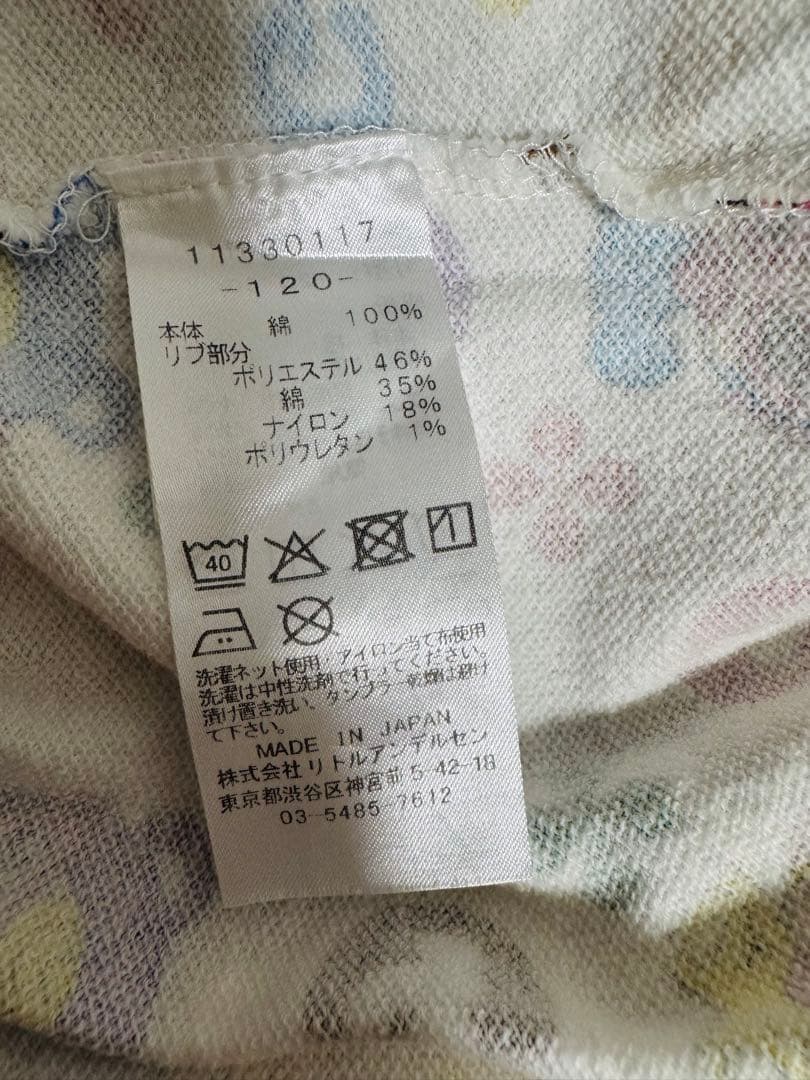 11330117
-120-
本体 綿 100%
リブ部分
ポリエステル 46%
綿 35%
ナイロン 18%
ポリウレタン 1%
40
洗濯ネット使用・アイロン当て布使用
洗濯は中性洗剤で行ってください。
漬け置き洗い、タンブラー乾燥は避け
て下さい。
MADE IN JAPAN
株式会社リトルアンデルセン
東京都渋谷区神宮前5-42-18
03-5485-7612